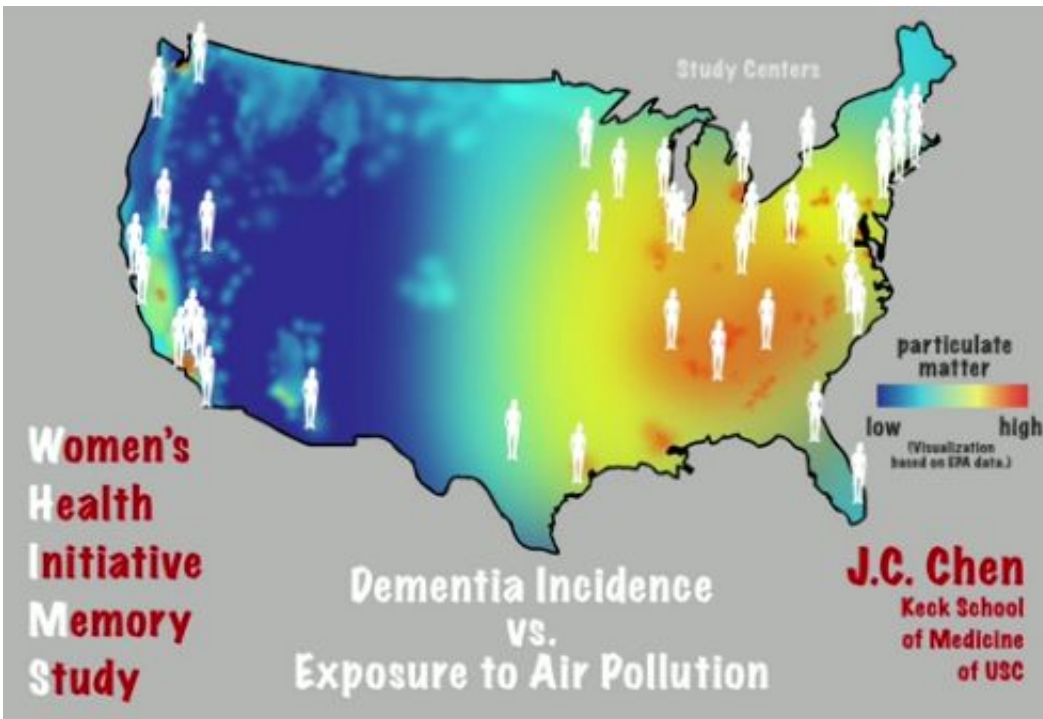 Study Centers
particulate
matter
low high
(Visualization
based on EPA data.)
Women's
Health
Initiative
Memory
Study
Dementia Incidence
vs.
Exposure to Air Pollution
J.C. Chen
Keck School
of Medicine
of USC